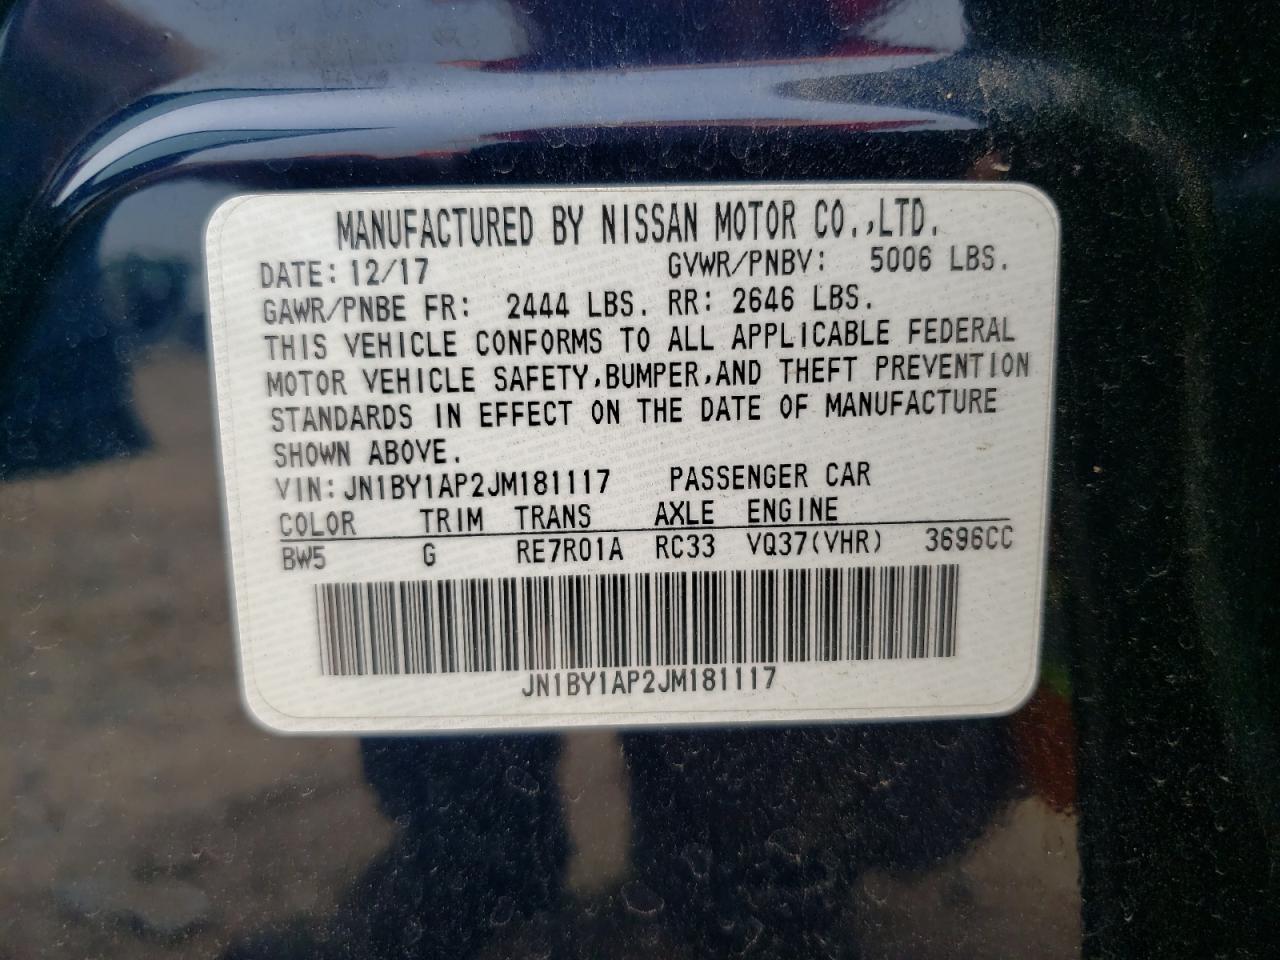 MANUFACTURED BY NISSAN MOTOR CO.,LTD.
DATE: 12/17 GVWR/PNBV: 5006 LBS.
GAWR/PNBE FR: 2444 LBS. RR: 2646 LBS.
THIS VEHICLE CONFORMS TO ALL APPLICABLE FEDERAL
MOTOR VEHICLE SAFETY,BUMPER,AND THEFT PREVENTION
STANDARDS IN EFFECT ON THE DATE OF MANUFACTURE
SHOWN ABOVE.
VIN: JN1BY1AP2JM181117 PASSENGER CAR
COLOR TRIM TRANS AXLE ENGINE
BW5 G RE7R01A RC33 VQ37(VHR) 3696CC
JN1BY1AP2JM181117